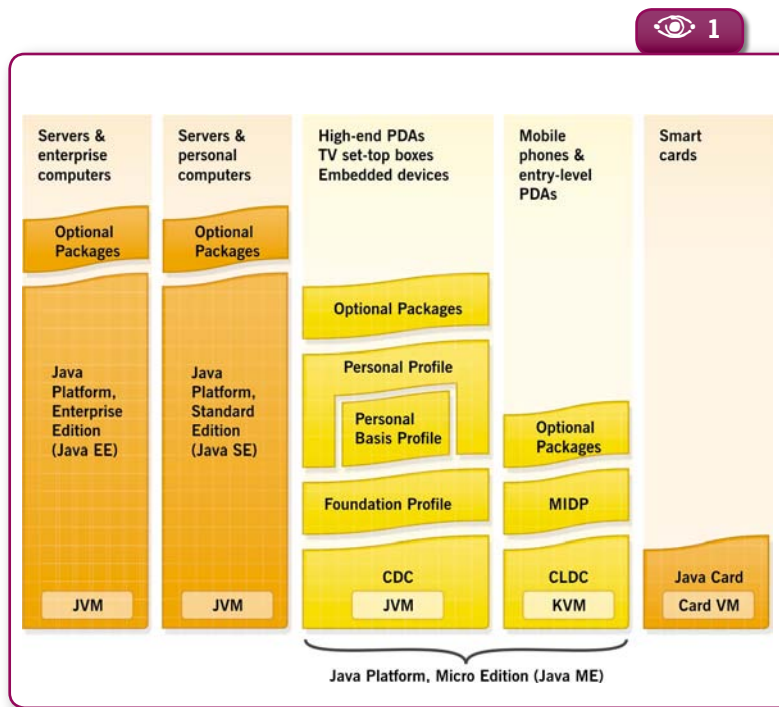 1
Servers &
enterprise
computers
Optional
Packages
Java
Platform,
Enterprise
Edition
(Java EE)
JVM
Servers &
personal
computers
Optional
Packages
Java
Platform,
Standard
Edition
(Java SE)
JVM
High-end PDAs
TV set-top boxes
Embedded devices
Optional Packages
Personal Profile
Personal
Basis Profile
Foundation Profile
CDC
JVM
Mobile
phones &
entry-level
PDAs
Optional
Packages
MIDP
CLDC
KVM
Smart
cards
Java Card
Card VM
Java Platform, Micro Edition (Java ME)